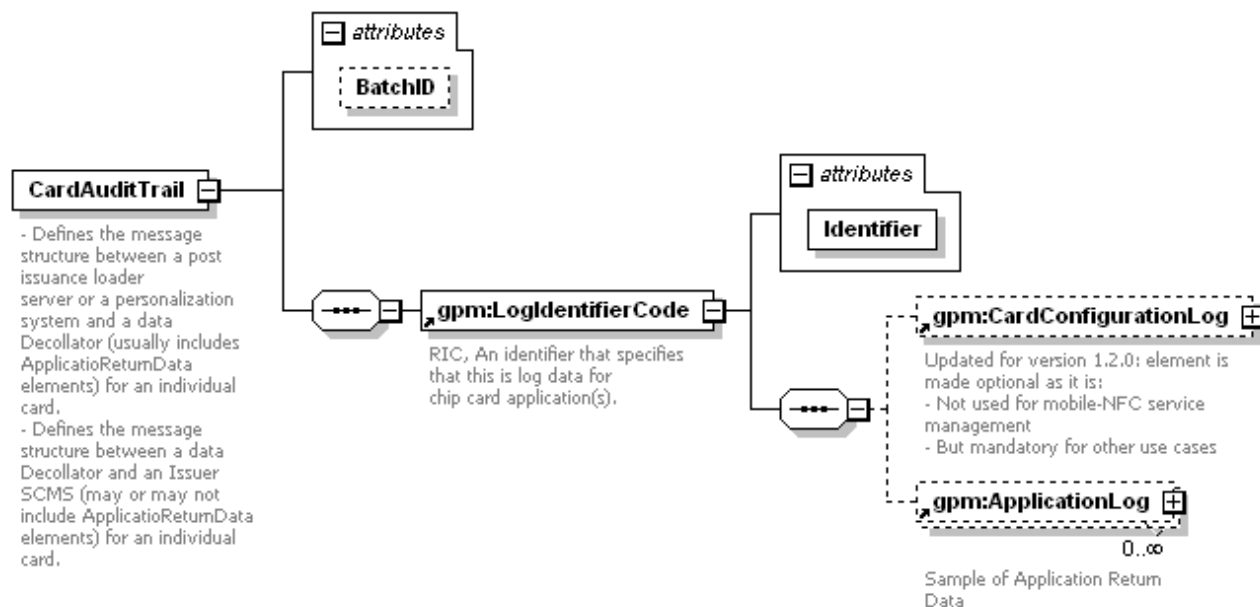 attributes
BatchID
CardAuditTrail
- Defines the message
structure between a post
issuance loader
server or a personalization
system and a data
Decollator (usually includes
ApplicatioReturnData
elements) for an individual
card.
- Defines the message
structure between a data
Decollator and an Issuer
SCMS (may or may not
include ApplicatioReturnData
elements) for an individual
card.
gpm:LogIdentifierCode
RIC, An identifier that specifies
that this is log data for
chip card application(s).
attributes
Identifier
gpm:CardConfigurationLog
Updated for version 1.2.0: element is
made optional as it is:
- Not used for mobile-NFC service
management
- But mandatory for other use cases
gpm:ApplicationLog
0..∞
Sample of Application Return
Data